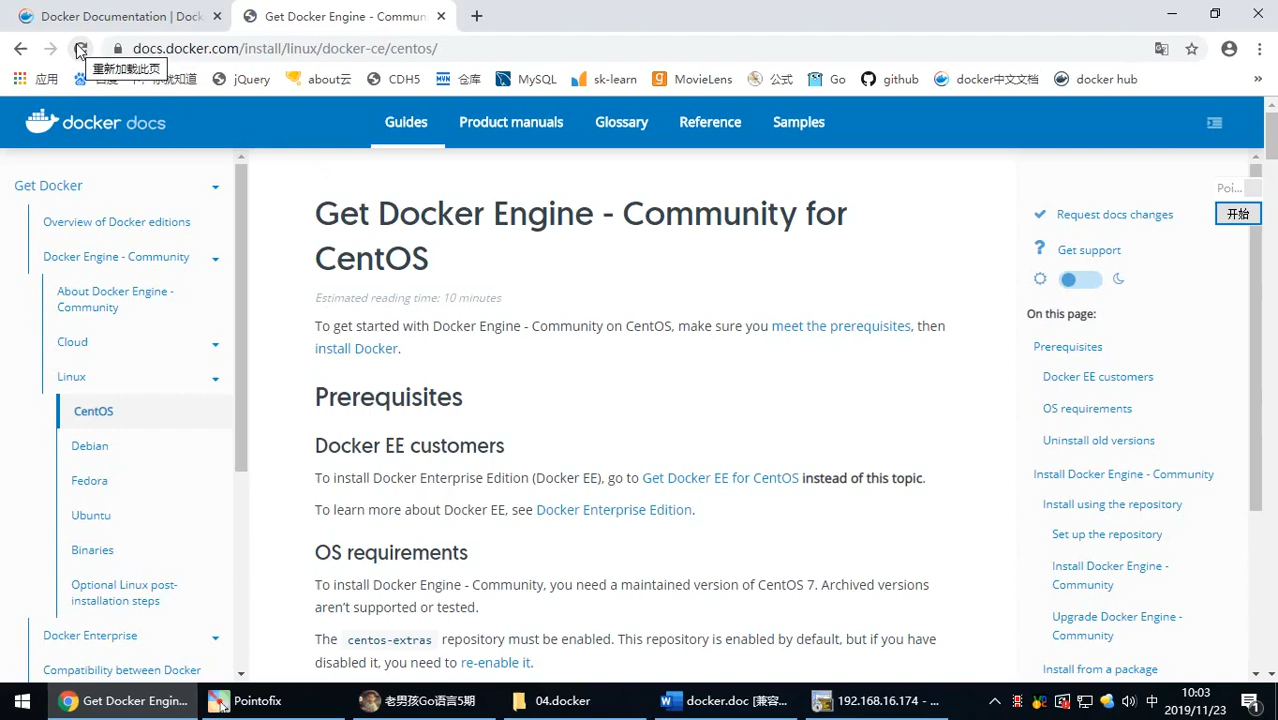 Docker Documentation | Dock
Get Docker Engine - Commun
docs.docker.com/install/linux/docker-ce/centos/
重新加载此页
应用
jQuery
about云
CDH5
仓库
MySQL
sk-learn
MovieLens
公式
Go
github
docker中文文档
docker hub
docker docs
Guides
Product manuals
Glossary
Reference
Samples
Get Docker
Overview of Docker editions
Docker Engine - Community
About Docker Engine -
Community
Cloud
Linux
CentOS
Debian
Fedora
Ubuntu
Binaries
Optional Linux post-
installation steps
Docker Enterprise
Compatibility between Docker
Get Docker Engine - Community for
CentOS
Estimated reading time: 10 minutes
To get started with Docker Engine - Community on CentOS, make sure you meet the prerequisites, then
install Docker.
Prerequisites
Docker EE customers
To install Docker Enterprise Edition (Docker EE), go to Get Docker EE for CentOS instead of this topic.
To learn more about Docker EE, see Docker Enterprise Edition.
OS requirements
To install Docker Engine - Community, you need a maintained version of CentOS 7. Archived versions
aren't supported or tested.
The centos-extras repository must be enabled. This repository is enabled by default, but if you have
disabled it, you need to re-enable it.
Poi...
开始
Request docs changes
Get support
On this page:
Prerequisites
Docker EE customers
OS requirements
Uninstall old versions
Install Docker Engine - Community
Install using the repository
Set up the repository
Install Docker Engine -
Community
Upgrade Docker Engine -
Community
Install from a package
Get Docker Engin...
Pointofix
老男孩Go语言5期
04.docker
docker.doc [兼容...
192.168.16.174 - ...
中
10:03
2019/11/23